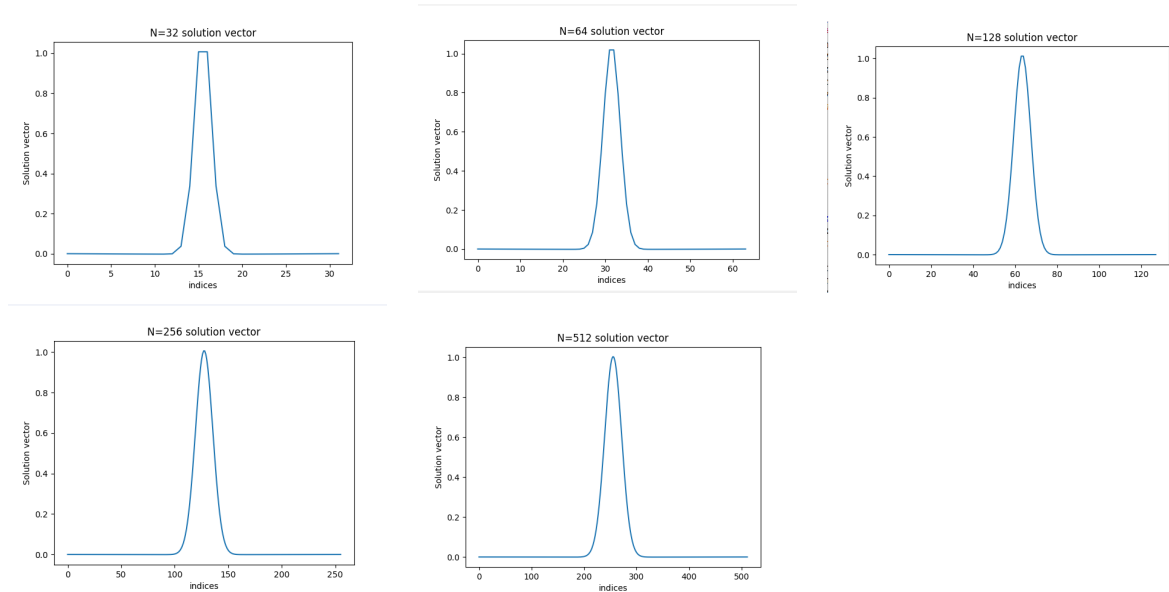 N=32 solution vector
1.0
0.8
0.6
0.4
0.2
0.0
Solution vector
0 5 10 15 20 25 30
indices
N=64 solution vector
1.0
0.8
0.6
0.4
0.2
0.0
Solution vector
0 10 20 30 40 50 60
indices
N=128 solution vector
1.0
0.8
0.6
0.4
0.2
0.0
Solution vector
0 20 40 60 80 100 120
indices
N=256 solution vector
1.0
0.8
0.6
0.4
0.2
0.0
Solution vector
0 50 100 150 200 250
indices
N=512 solution vector
1.0
0.8
0.6
0.4
0.2
0.0
Solution vector
0 100 200 300 400 500
indices